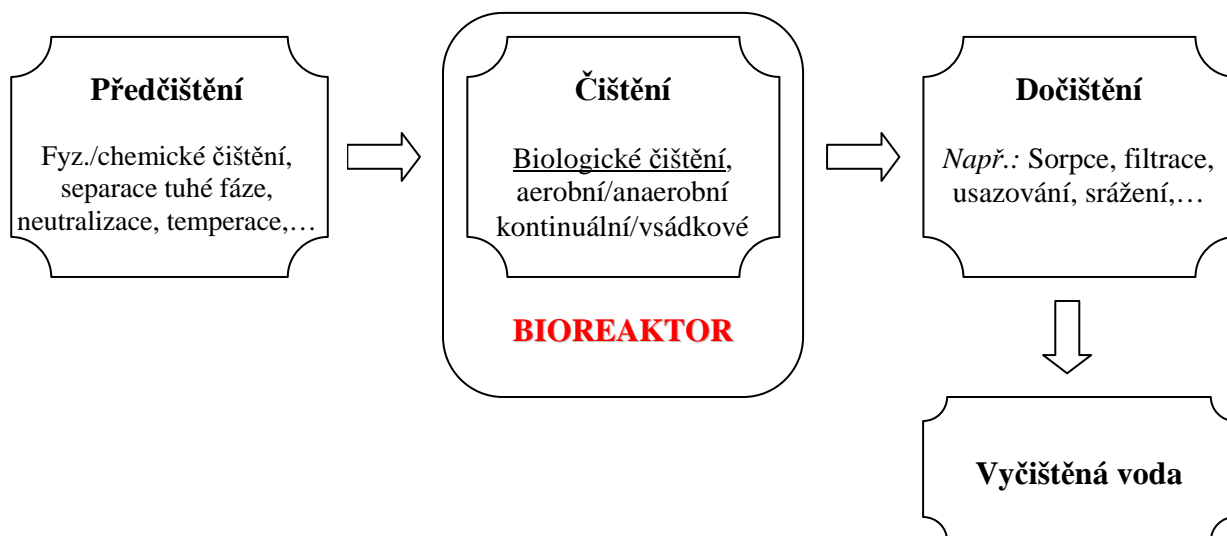 Předčištění
Fyz./chemické čištění,
separace tuhé fáze,
neutralizace, temperace,…
Čištění
Biologické čištění,
aerobní/anaerobní
kontinuální/vsádkové
BIOREAKTOR
Dočištění
Např.: Sorpce, filtrace,
usazování, srážení,…
Vyčištěná voda